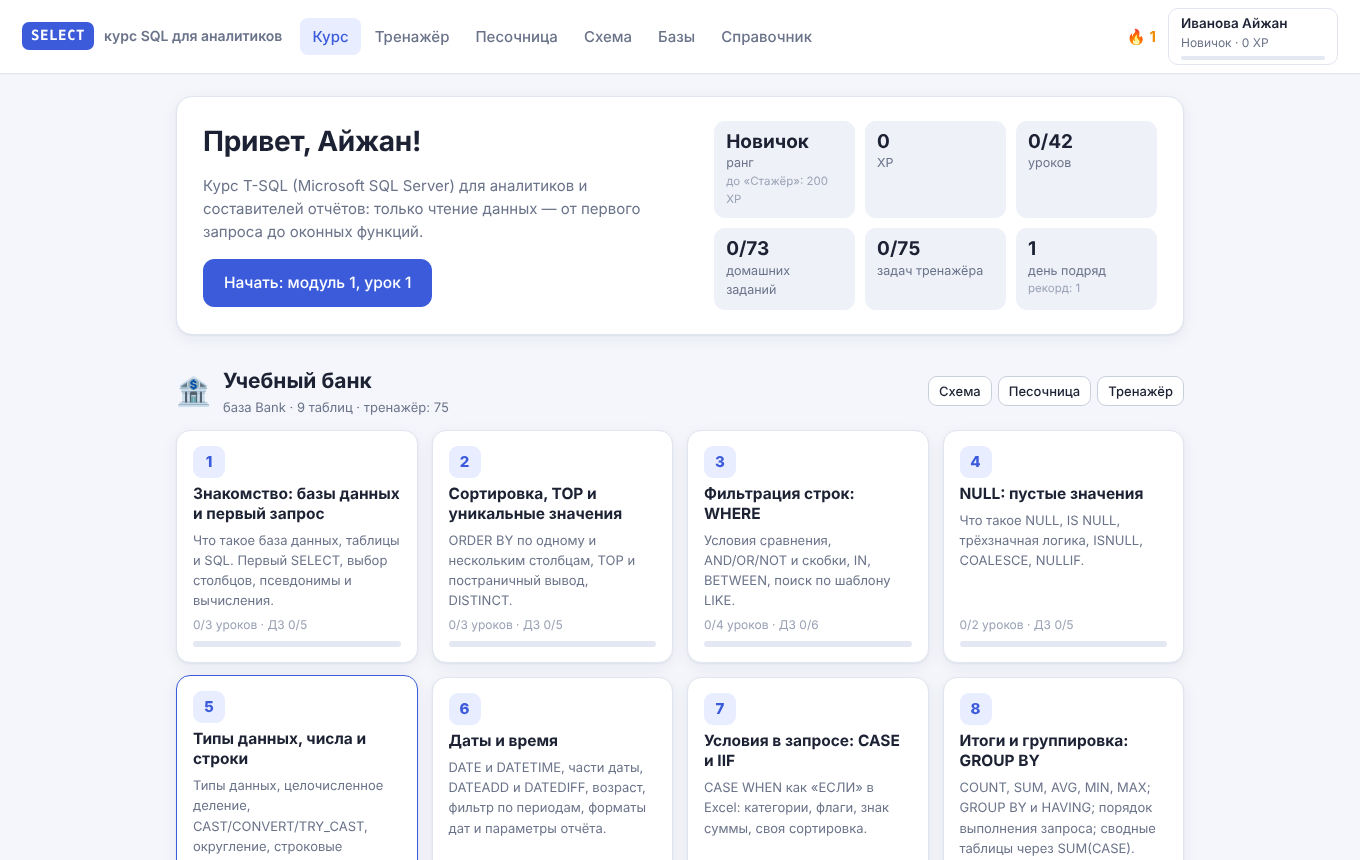 SELECT курс SQL для аналитиков Курс Тренажёр Песочница Схема Базы Справочник 🔥 1
Иванова Айжан
Новичок · 0 XP
Привет, Айжан!
Курс T-SQL (Microsoft SQL Server) для аналитиков и
составителей отчётов: только чтение данных — от первого
запроса до оконных функций.
Начать: модуль 1, урок 1
Новичок
ранг
до «Стажёр»: 200
XP
0
XP
0/42
уроков
0/73
домашних
заданий
0/75
задач тренажёра
1
день подряд
рекорд: 1
Учебный банк
база Bank · 9 таблиц · тренажёр: 75
Схема Песочница Тренажёр
1
Знакомство: базы данных
и первый запрос
Что такое база данных, таблицы
и SQL. Первый SELECT, выбор
столбцов, псевдонимы и
вычисления.
0/3 уроков · ДЗ 0/5
2
Сортировка, TOP и
уникальные значения
ORDER BY по одному и
нескольким столбцам, TOP и
постраничный вывод,
DISTINCT.
0/3 уроков · ДЗ 0/5
3
Фильтрация строк:
WHERE
Условия сравнения,
AND/OR/NOT и скобки, IN,
BETWEEN, поиск по шаблону
LIKE.
0/4 уроков · ДЗ 0/6
4
NULL: пустые значения
Что такое NULL, IS NULL,
трёхзначная логика, ISNULL,
COALESCE, NULLIF.
0/2 уроков · ДЗ 0/5
5
Типы данных, числа и
строки
Типы данных, целочисленное
деление,
CAST/CONVERT/TRY_CAST,
округление, строковые
6
Даты и время
DATE и DATETIME, части даты,
DATEADD и DATEDIFF, возраст,
фильтр по периодам, форматы
дат и параметры отчёта.
7
Условия в запросе: CASE
и IIF
CASE WHEN как «ЕСЛИ» в
Excel: категории, флаги, знак
суммы, своя сортировка.
8
Итоги и группировка:
GROUP BY
COUNT, SUM, AVG, MIN, MAX;
GROUP BY и HAVING; порядок
выполнения запроса; сводные
таблицы через SUM(CASE).